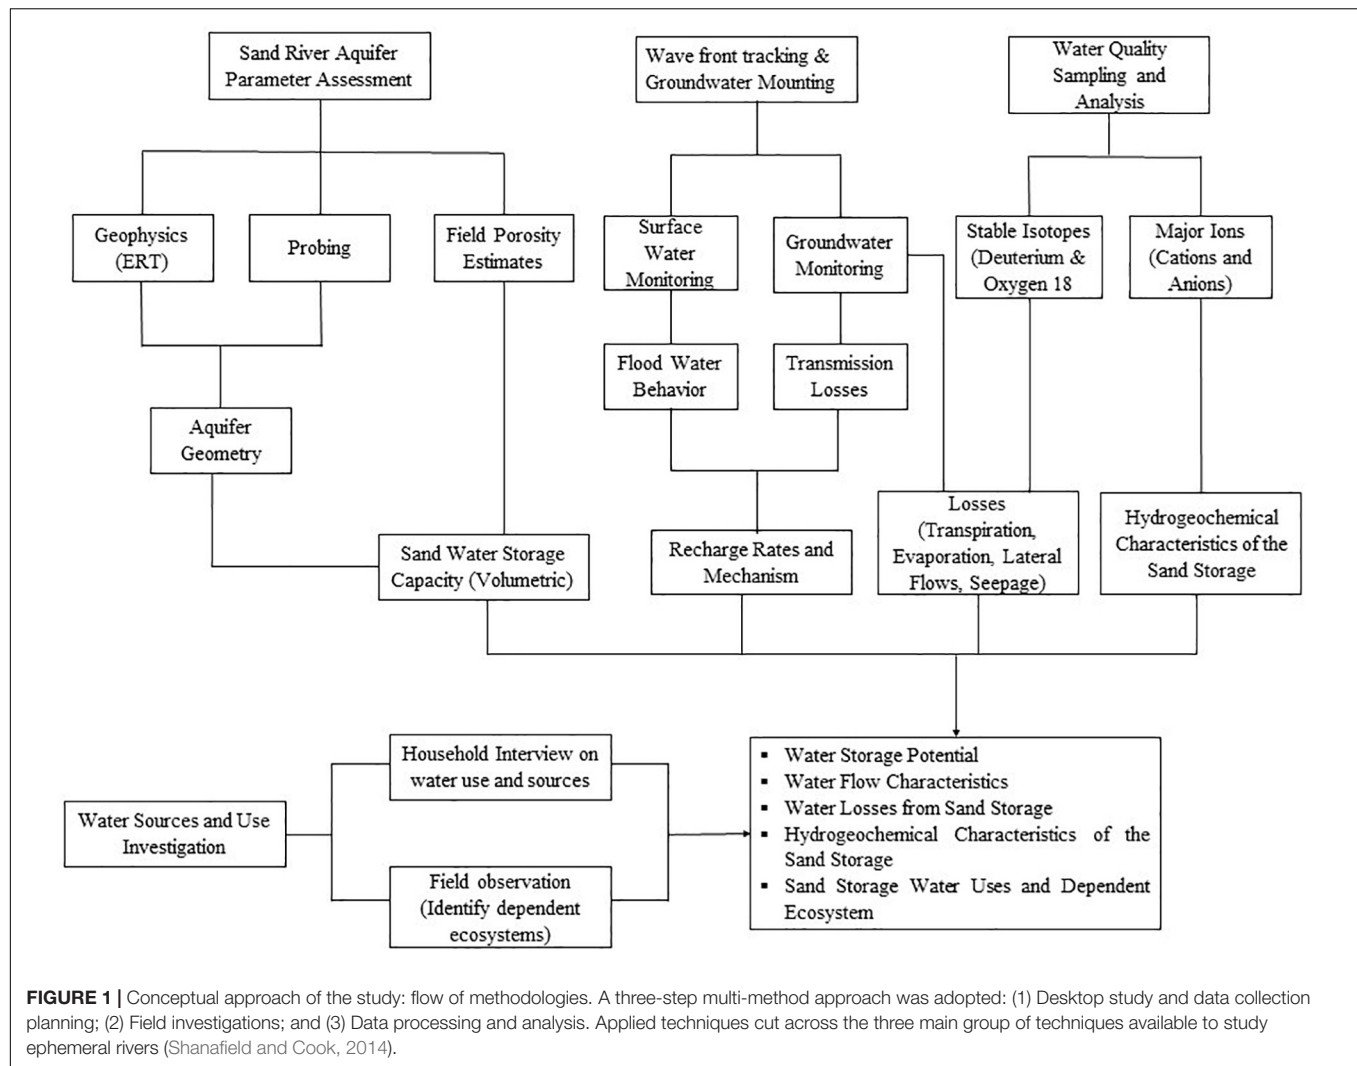 Sand River Aquifer
Parameter Assessment
Wave front tracking &
Groundwater Mounting
Water Quality
Sampling and
Analysis
Geophysics
(ERT)
Probing
Field Porosity
Estimates
Surface
Water
Monitoring
Groundwater
Monitoring
Stable Isotopes
(Deuterium &
Oxygen 18
Major Ions
(Cations and
Anions)
Flood Water
Behavior
Transmission
Losses
Aquifer
Geometry
Sand Water Storage
Capacity (Volumetric)
Recharge Rates and
Mechanism
Losses
(Transpiration,
Evaporation, Lateral
Flows, Seepage)
Hydrogeochemical
Characteristics of the
Sand Storage
Water Sources and Use
Investigation
Household Interview on
water use and sources
Field observation
(Identify dependent
ecosystems)
▪ Water Storage Potential
▪ Water Flow Characteristics
▪ Water Losses from Sand Storage
▪ Hydrogeochemical Characteristics of the
Sand Storage
▪ Sand Storage Water Uses and Dependent
Ecosystem
FIGURE 1 | Conceptual approach of the study: flow of methodologies. A three-step multi-method approach was adopted: (1) Desktop study and data collection
planning; (2) Field investigations; and (3) Data processing and analysis. Applied techniques cut across the three main group of techniques available to study
ephemeral rivers (Shanafield and Cook, 2014).